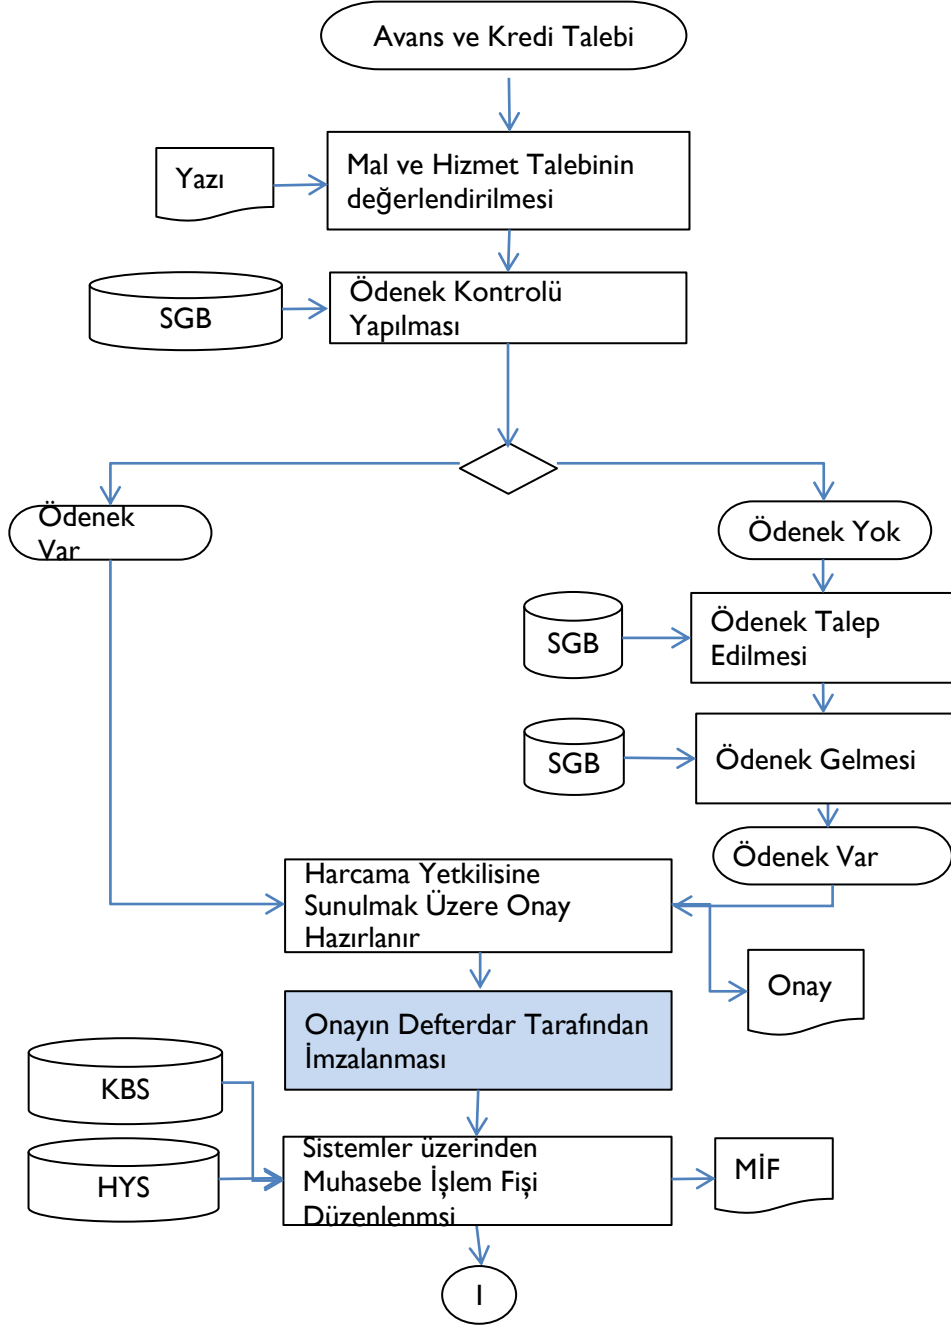 Avans ve Kredi Talebi
Yazı
Mal ve Hizmet Talebinin
değerlendirilmesi
SGB
Ödenek Kontrolü
Yapılması
Ödenek
Var
Ödenek Yok
SGB
Ödenek Talep
Edilmesi
SGB
Ödenek Gelmesi
Ödenek Var
Harcama Yetkilisine
Sunulmak Üzere Onay
Hazırlanır
Onay
Onayın Defterdar Tarafından
İmzalanması
KBS
HYS
Sistemler üzerinden
Muhasebe İşlem Fişi
Düzenlenmsi
MİF
I